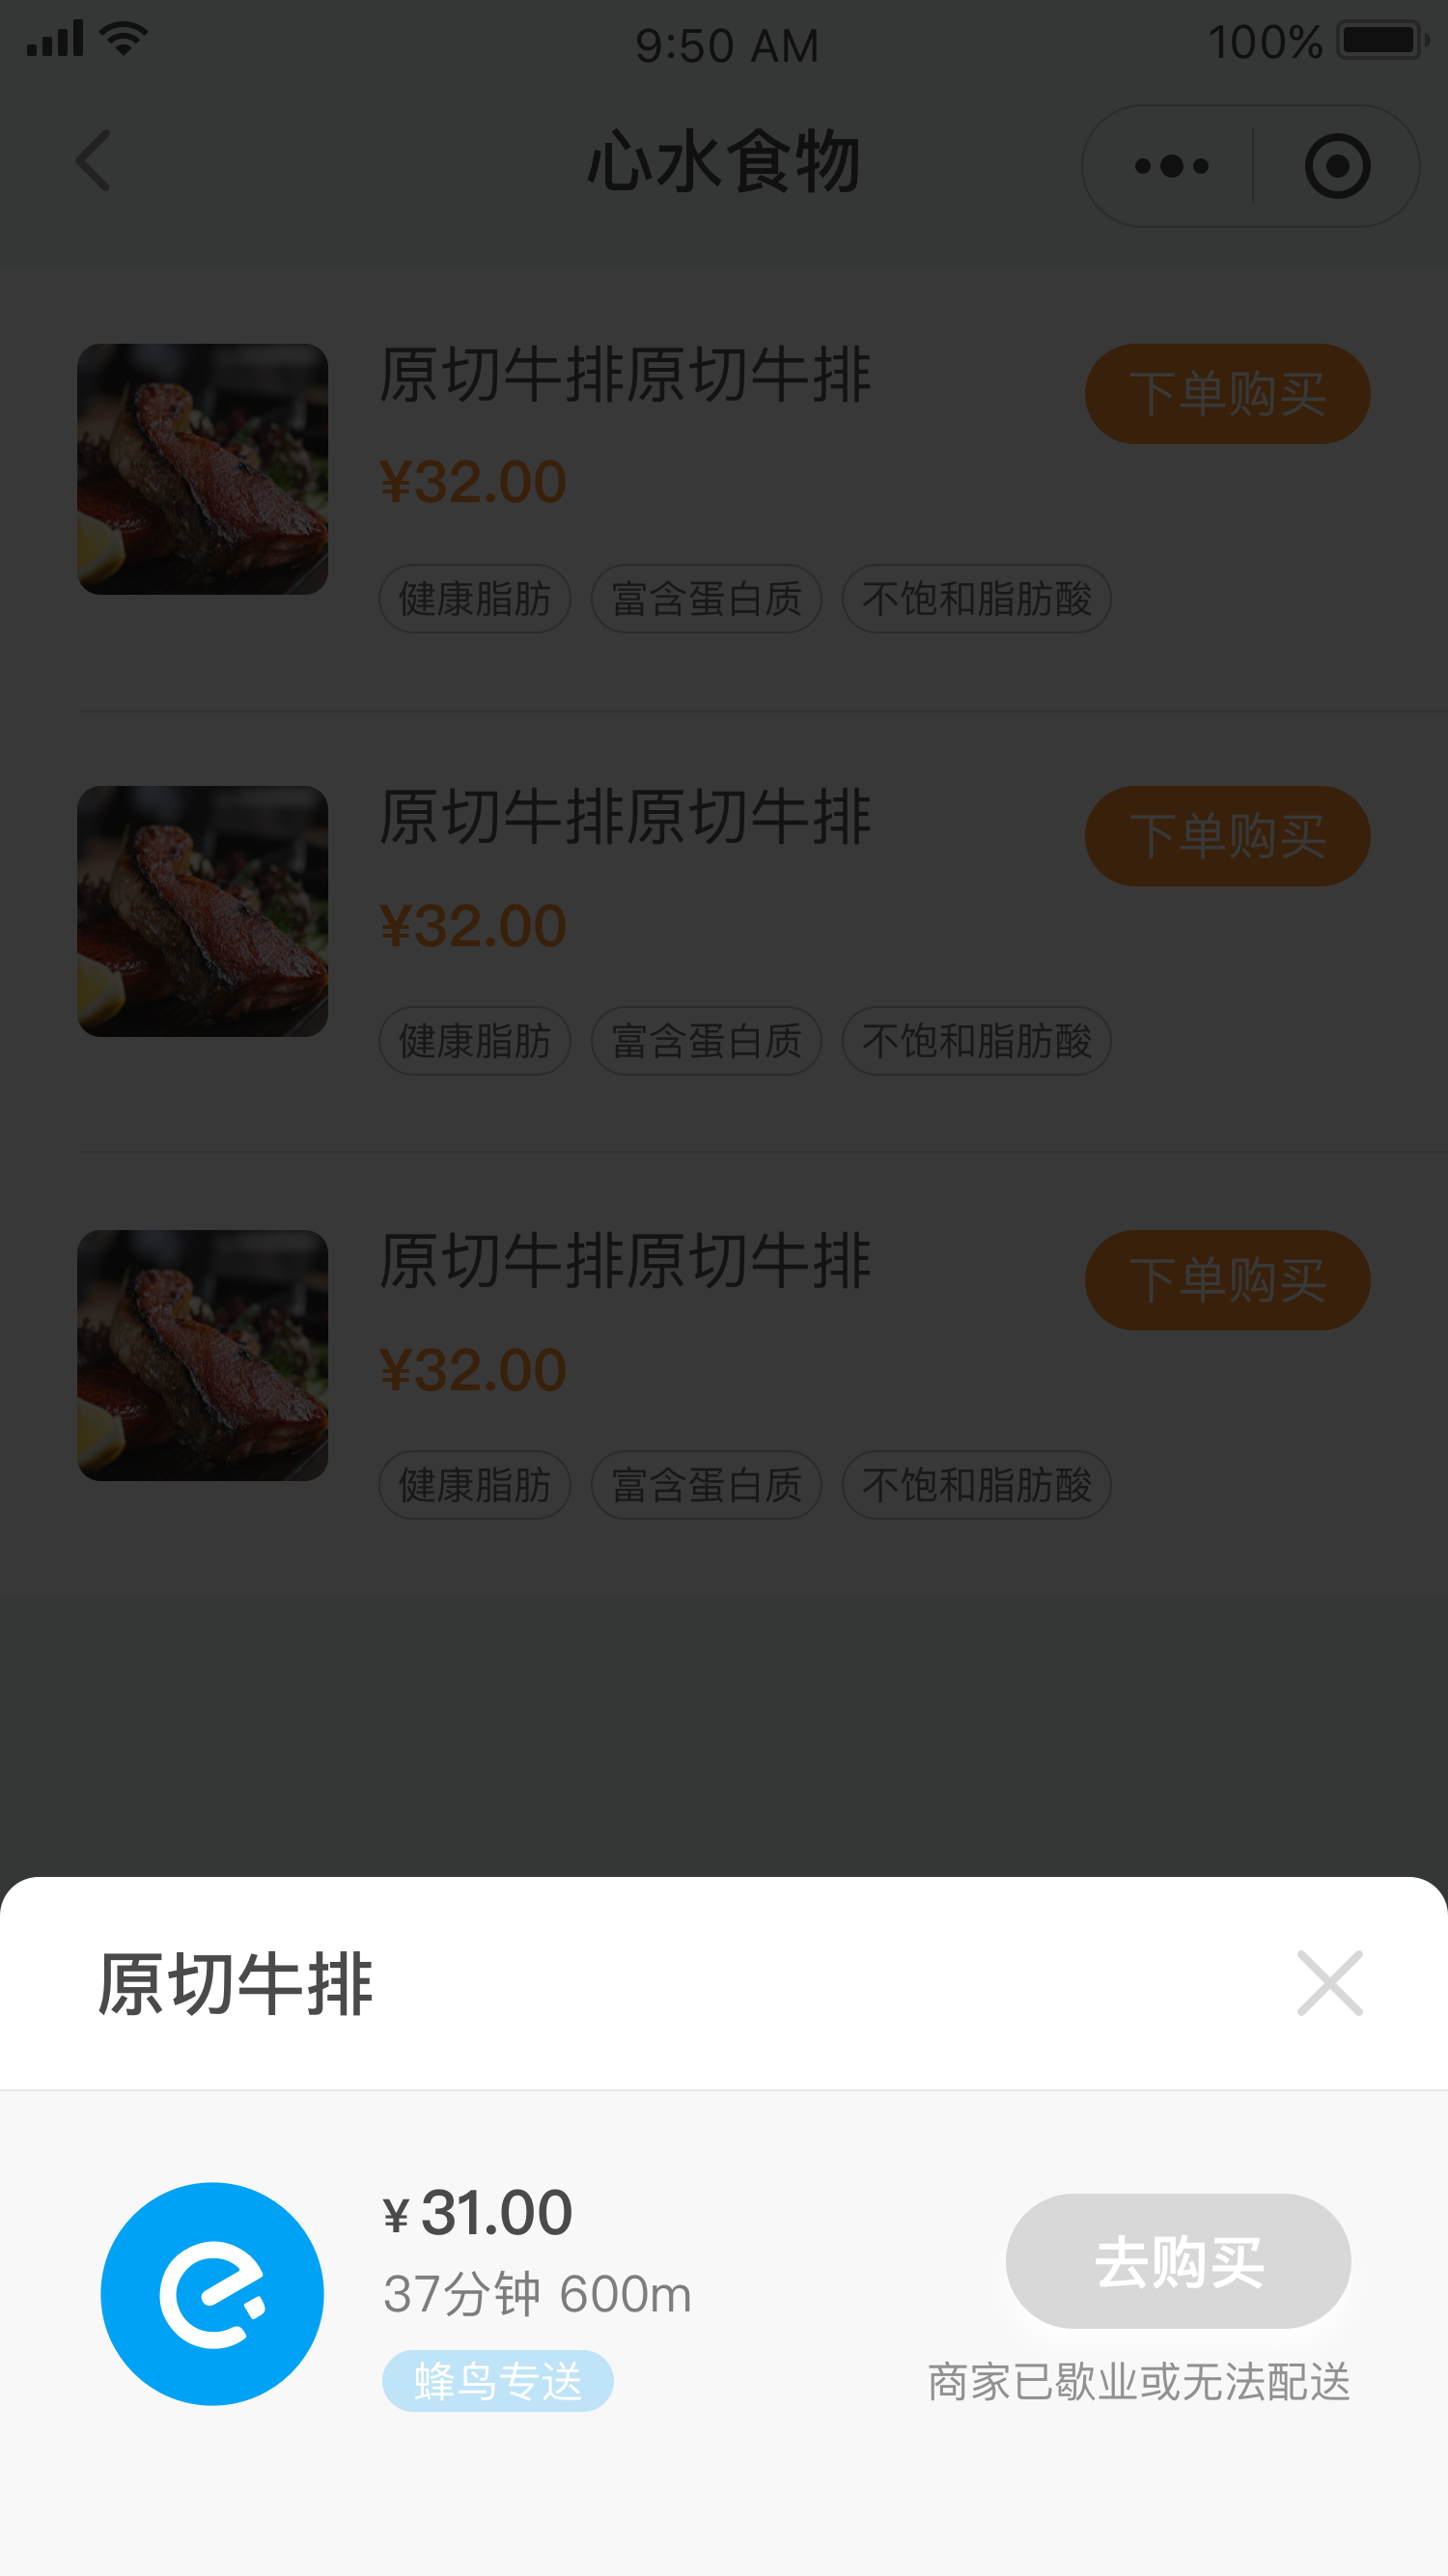 9:50 AM 100%
心水食物
原切牛排原切牛排
下单购买
¥32.00
健康脂肪 富含蛋白质 不饱和脂肪酸
原切牛排原切牛排
下单购买
¥32.00
健康脂肪 富含蛋白质 不饱和脂肪酸
原切牛排原切牛排
下单购买
¥32.00
健康脂肪 富含蛋白质 不饱和脂肪酸
原切牛排
¥ 31.00
去购买
37分钟 600m
蜂鸟专送
商家已歇业或无法配送